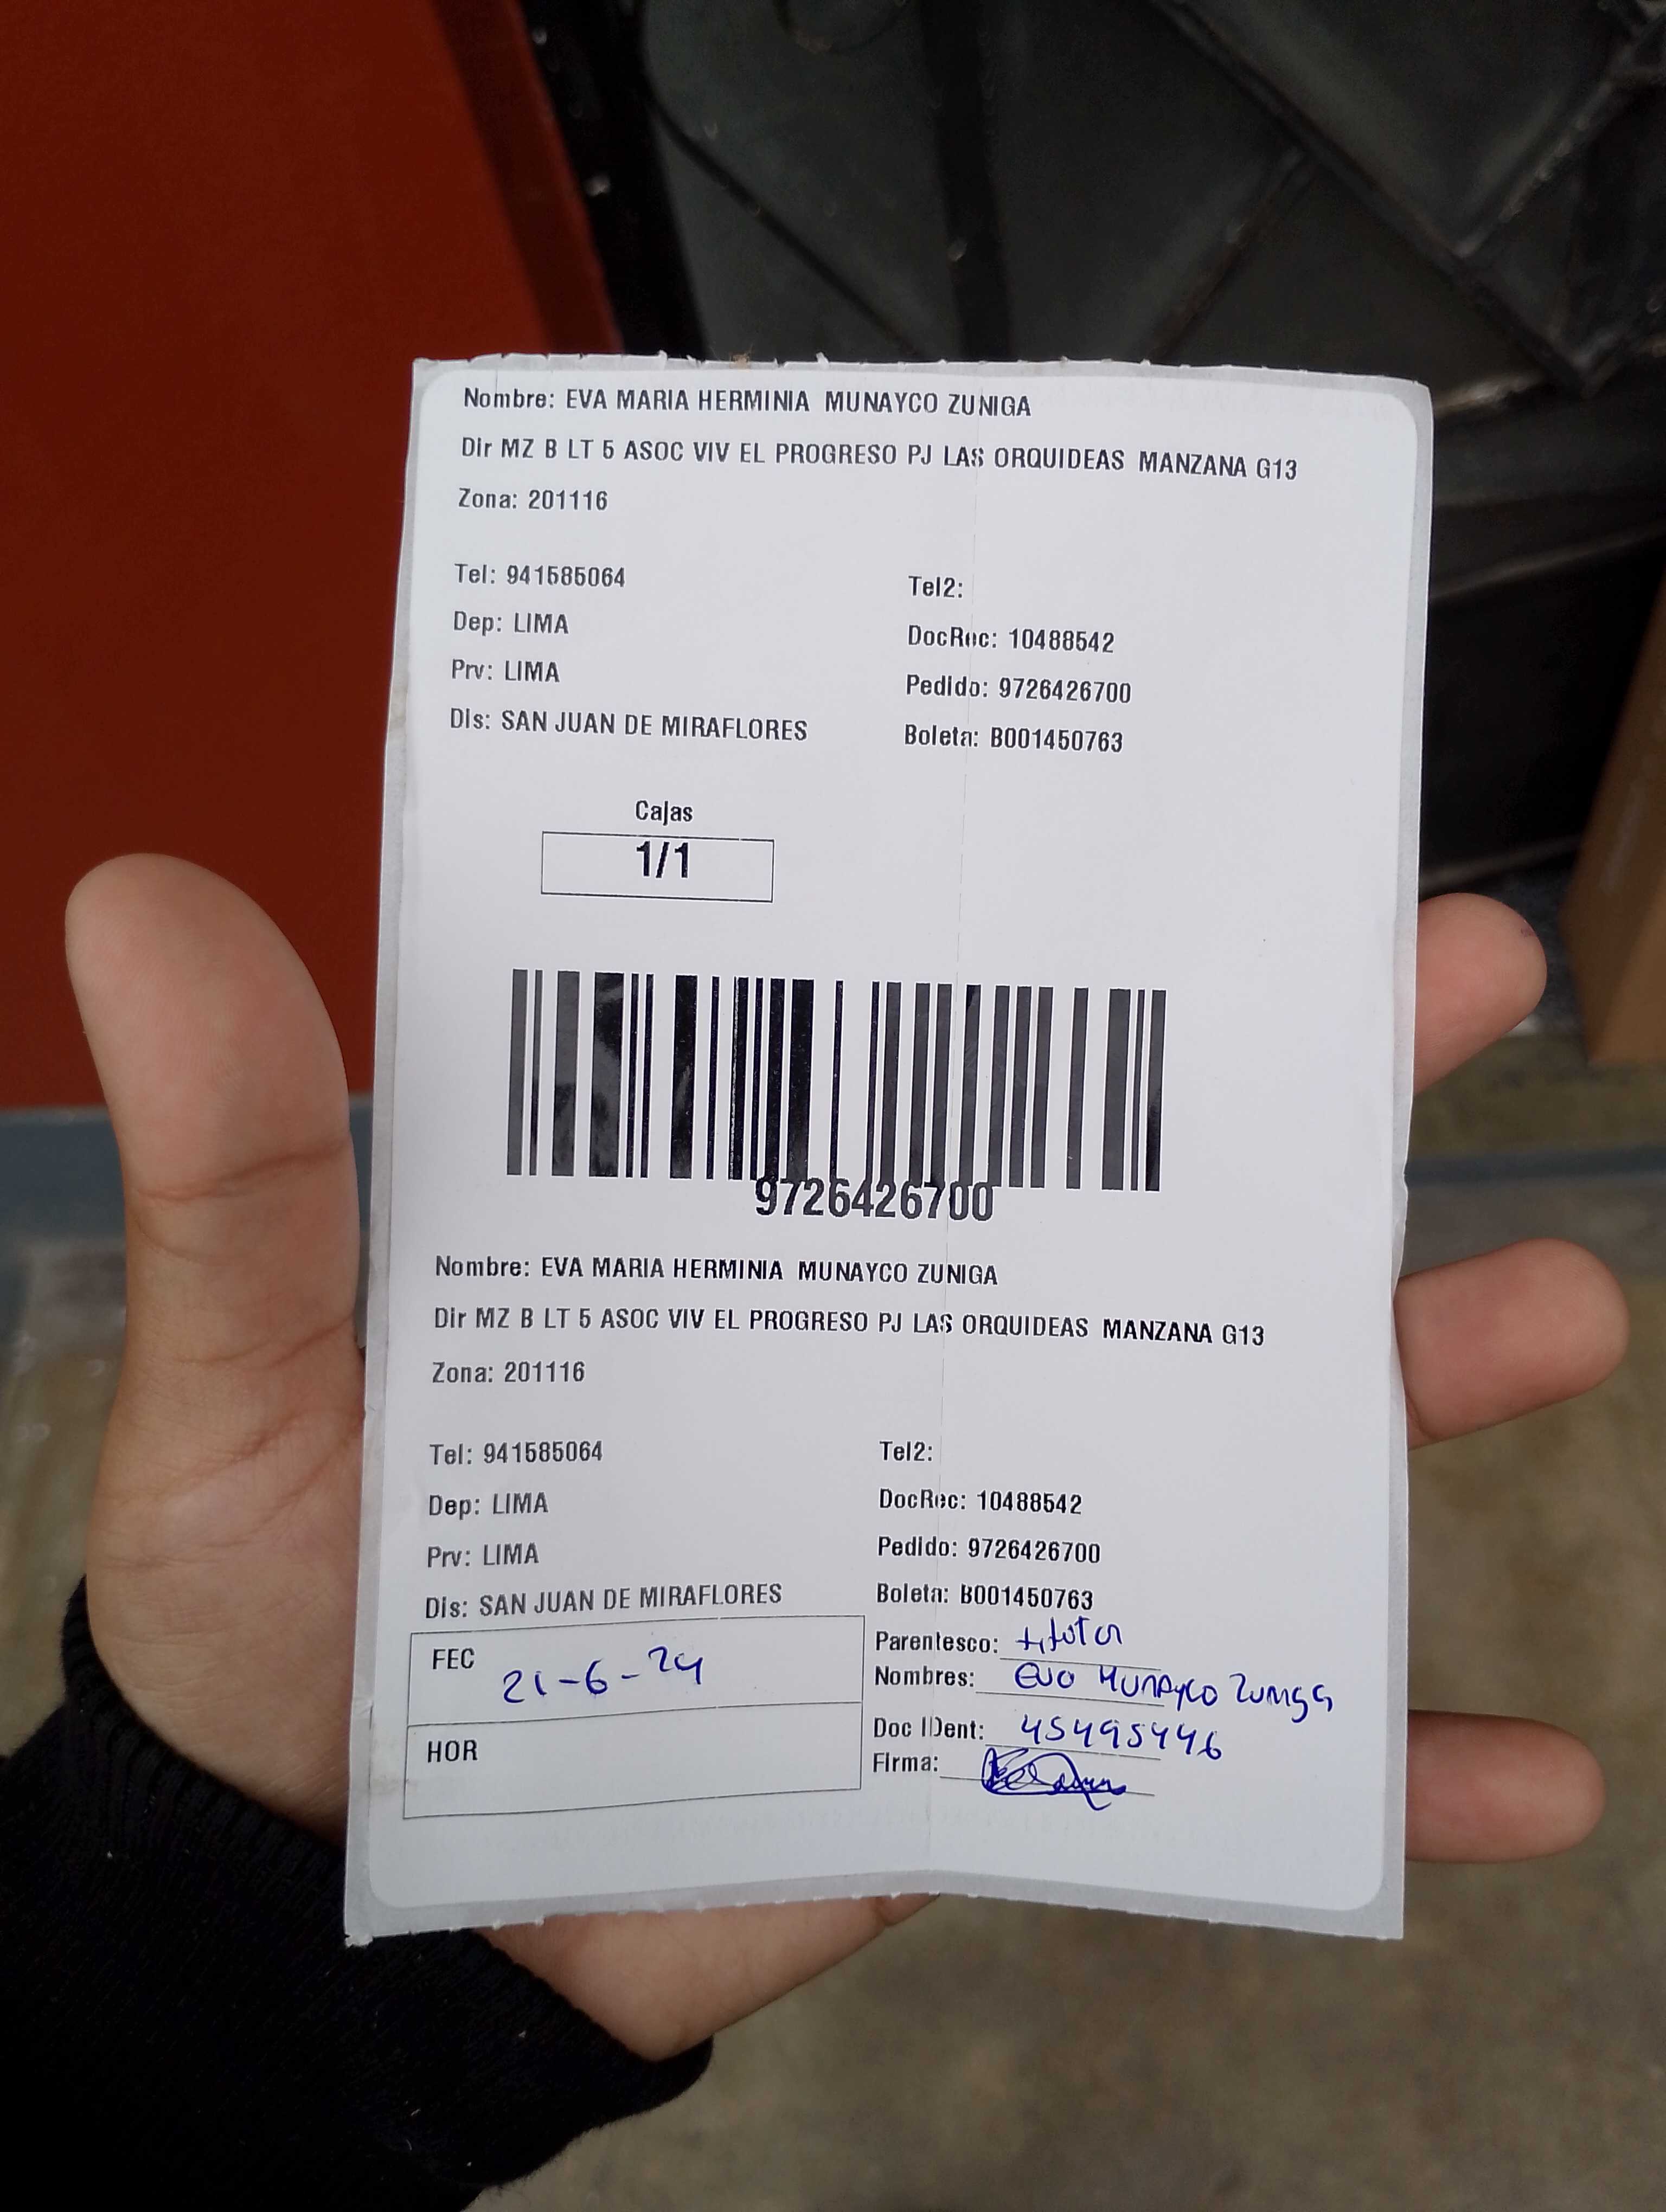 Nombre: EVA MARIA HERMINIA MUNAYCO ZUNIGA
Dir MZ B LT 5 ASOC VIV EL PROGRESO PJ LAS ORQUIDEAS MANZANA G13
Zona: 201116
Tel: 941585064 Tel2:
Dep: LIMA DocRec: 10488542
Prv: LIMA Pedido: 9726426700
Dis: SAN JUAN DE MIRAFLORES Boleta: B001450763
Cajas
1/1
9726426700
Nombre: EVA MARIA HERMINIA MUNAYCO ZUNIGA
Dir MZ B LT 5 ASOC VIV EL PROGRESO PJ LAS ORQUIDEAS MANZANA G13
Zona: 201116
Tel: 941585064 Tel2:
Dep: LIMA DocRec: 10488542
Prv: LIMA Pedido: 9726426700
Dis: SAN JUAN DE MIRAFLORES Boleta: B001450763
FEC 21-6-24 Parentesco: titular
Nombres: Eva Munayco Zuniga
HOR Doc IDent: 45495446
Firma: